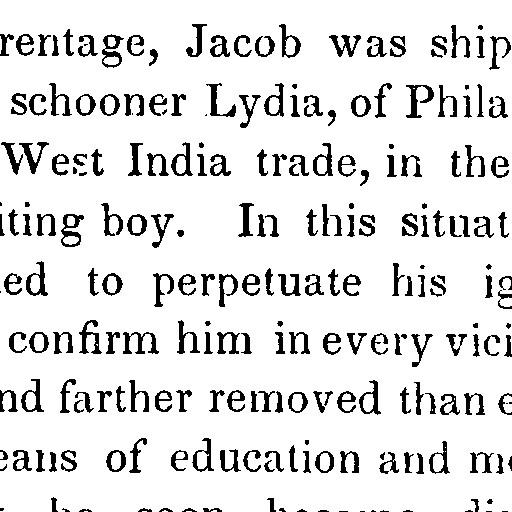 rentage, Jacob was ship
schooner Lydia, of Phila
West India trade, in the
iting boy. In this situat
ed to perpetuate his ig
confirm him in every vici
nd farther removed than e
eans of education and m